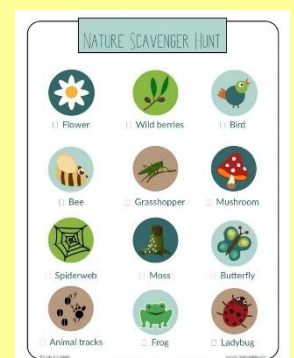 NATURE SCAVENGER HUNT
□ Flower □ Wild berries □ Bird
□ Bee □ Grasshopper □ Mushroom
□ Spiderweb □ Moss □ Butterfly
□ Animal tracks □ Frog □ Ladybug